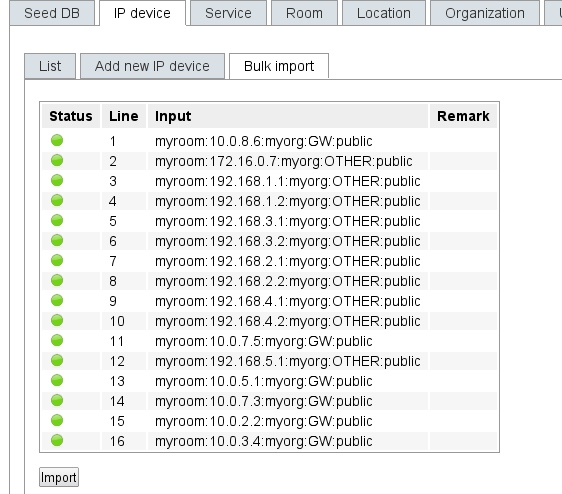 Seed DB IP device Service Room Location Organization
List Add new IP device Bulk import
Status Line Input Remark
1 myroom:10.0.8.6:myorg:GW:public
2 myroom:172.16.0.7:myorg:OTHER:public
3 myroom:192.168.1.1:myorg:OTHER:public
4 myroom:192.168.1.2:myorg:OTHER:public
5 myroom:192.168.3.1:myorg:OTHER:public
6 myroom:192.168.3.2:myorg:OTHER:public
7 myroom:192.168.2.1:myorg:OTHER:public
8 myroom:192.168.2.2:myorg:OTHER:public
9 myroom:192.168.4.1:myorg:OTHER:public
10 myroom:192.168.4.2:myorg:OTHER:public
11 myroom:10.0.7.5:myorg:GW:public
12 myroom:192.168.5.1:myorg:OTHER:public
13 myroom:10.0.5.1:myorg:GW:public
14 myroom:10.0.7.3:myorg:GW:public
15 myroom:10.0.2.2:myorg:GW:public
16 myroom:10.0.3.4:myorg:GW:public
Import